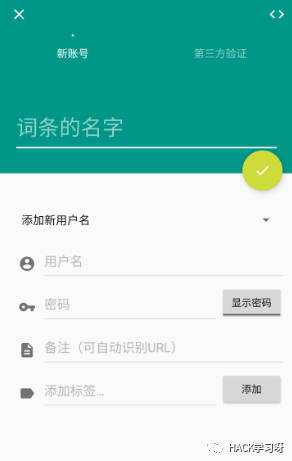 新账号
第三方验证
词条的名字
添加新用户名
用户名
密码
显示密码
备注（可自动识别URL）
添加标签...
添加
HACK学习呀